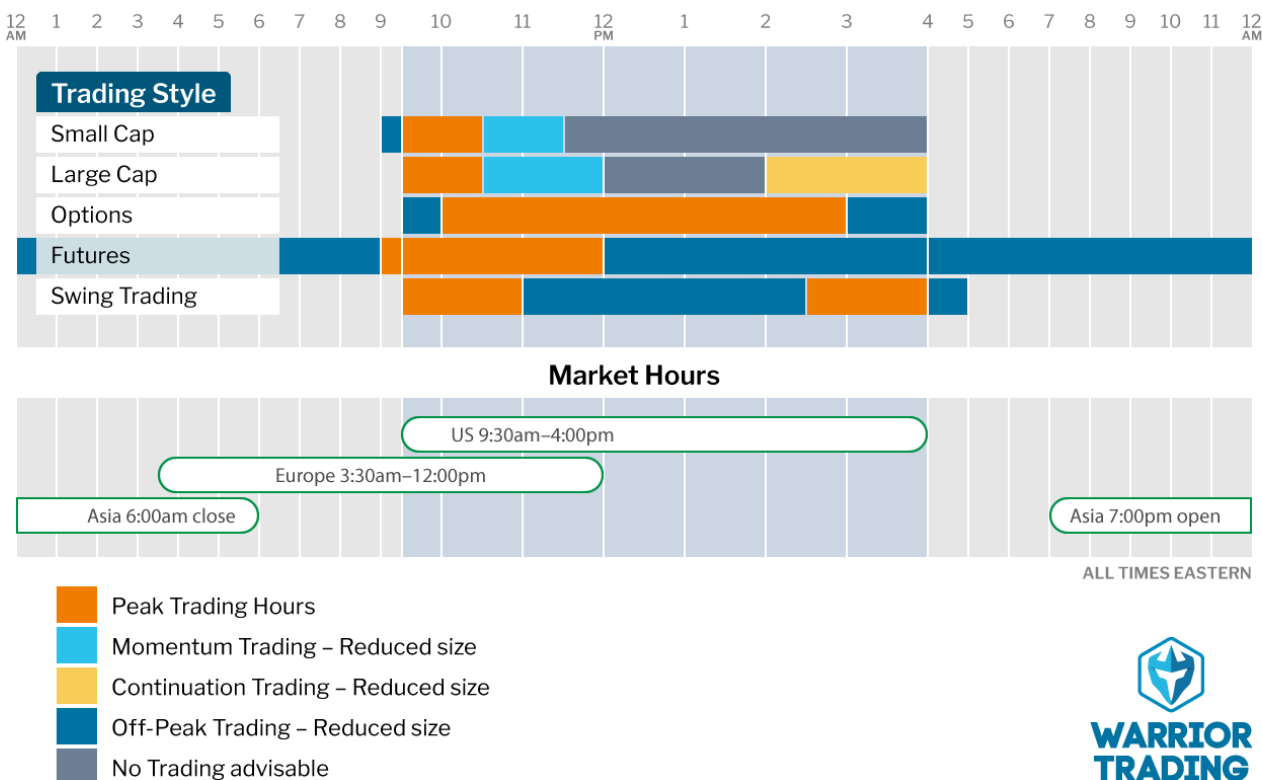 12 1 2 3 4 5 6 7 8 9 10 11 12 1 2 3 4 5 6 7 8 9 10 11 12
AM PM AM
Trading Style
Small Cap
Large Cap
Options
Futures
Swing Trading
Market Hours
US 9:30am–4:00pm
Europe 3:30am–12:00pm
Asia 6:00am close
Asia 7:00pm open
ALL TIMES EASTERN
Peak Trading Hours
Momentum Trading – Reduced size
Continuation Trading – Reduced size
Off-Peak Trading – Reduced size
No Trading advisable
WARRIOR
TRADING